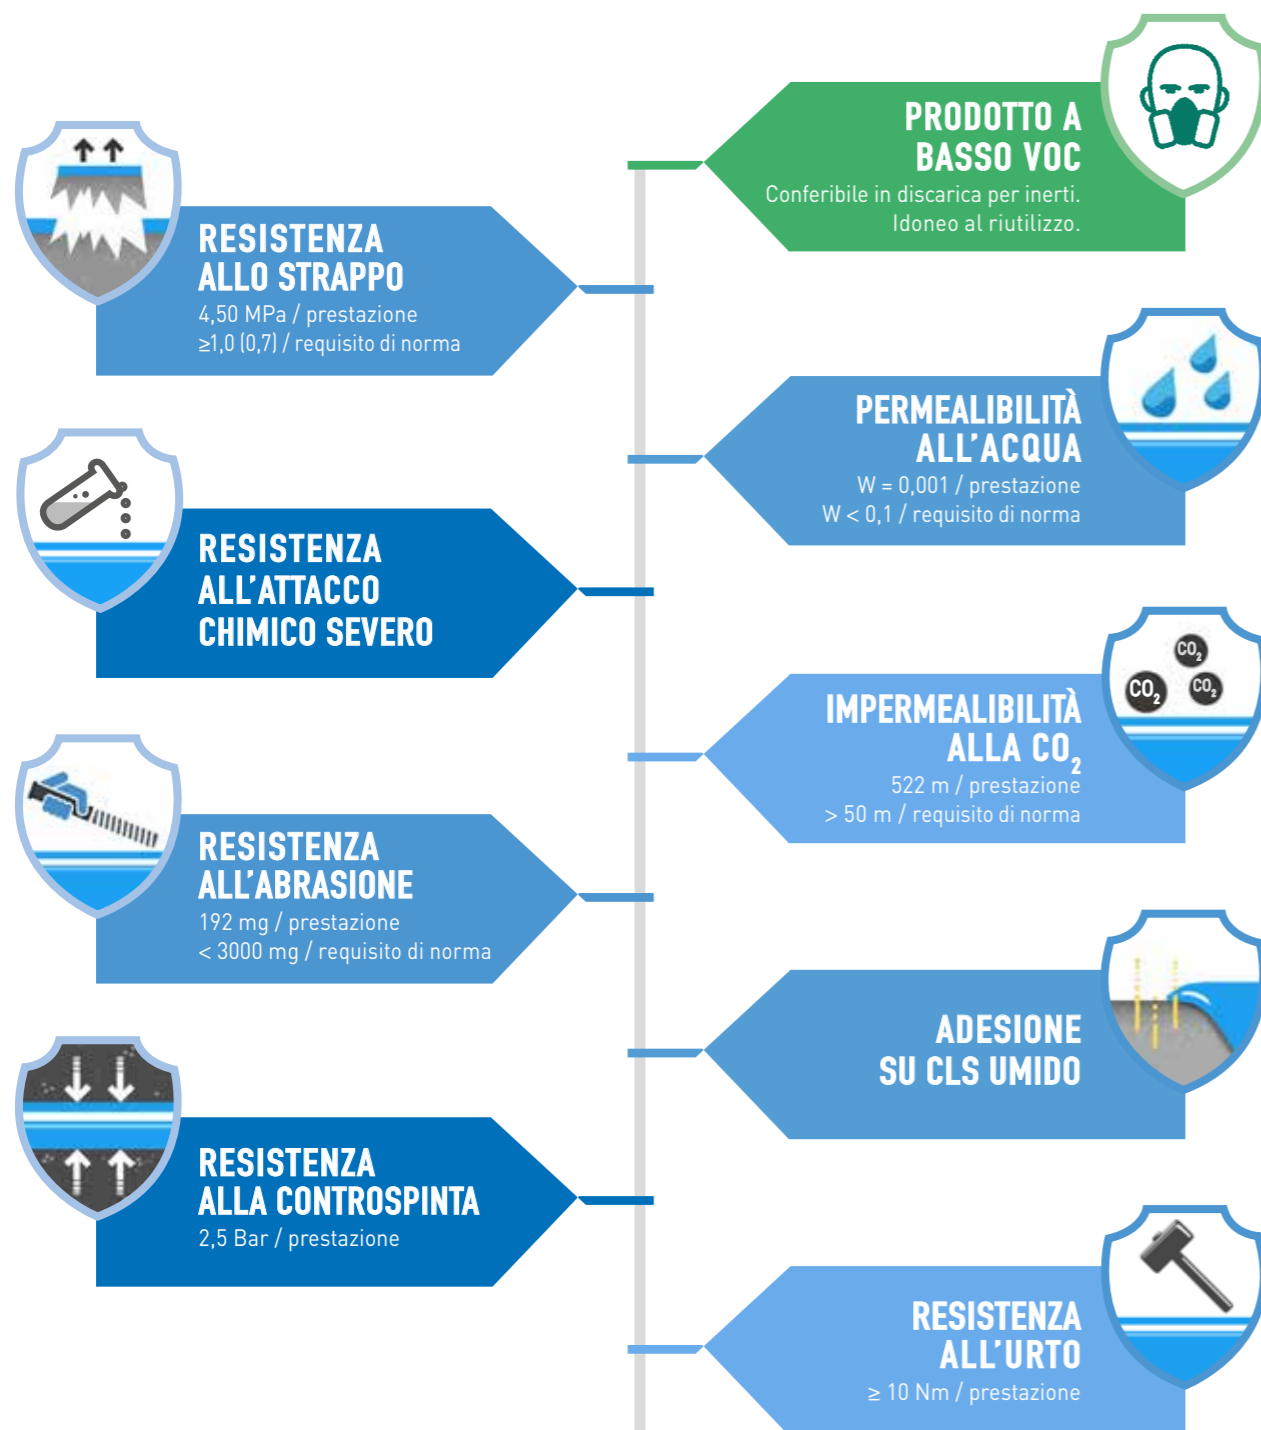 PRODOTTO A
BASSO VOC
Conferibile in discarica per inerti.
Idoneo al riutilizzo.
RESISTENZA
ALLO STRAPPO
4,50 MPa / prestazione
≥1,0 (0,7) / requisito di norma
PERMEALIBILITÀ
ALL'ACQUA
W = 0,001 / prestazione
W < 0,1 / requisito di norma
RESISTENZA
ALL'ATTACCO
CHIMICO SEVERO
CO₂
CO₂
CO₂
IMPERMEALIBILITÀ
ALLA CO₂
522 m / prestazione
> 50 m / requisito di norma
RESISTENZA
ALL'ABRASIONE
192 mg / prestazione
< 3000 mg / requisito di norma
ADESIONE
SU CLS UMIDO
RESISTENZA
ALLA CONTROSPINTA
2,5 Bar / prestazione
RESISTENZA
ALL'URTO
≥ 10 Nm / prestazione